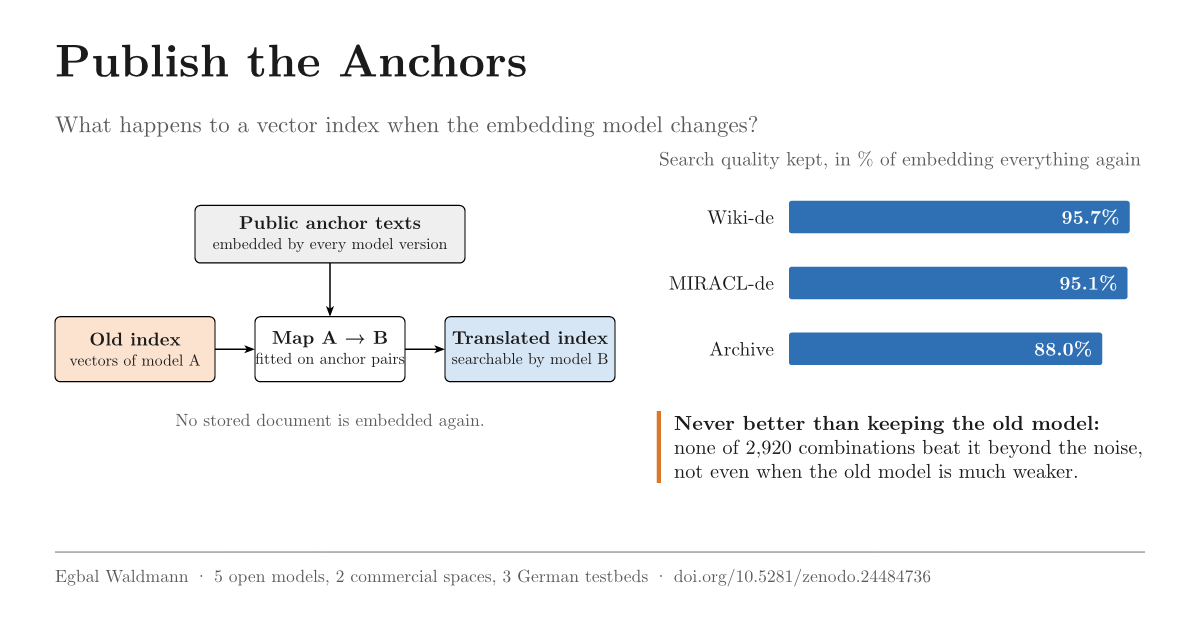 Publish the Anchors
What happens to a vector index when the embedding model changes?
Public anchor texts
embedded by every model version
Old index
vectors of model A
Map A → B
fitted on anchor pairs
Translated index
searchable by model B
No stored document is embedded again.
Search quality kept, in % of embedding everything again
Wiki-de 95.7%
MIRACL-de 95.1%
Archive 88.0%
Never better than keeping the old model:
none of 2,920 combinations beat it beyond the noise,
not even when the old model is much weaker.
Egbal Waldmann · 5 open models, 2 commercial spaces, 3 German testbeds · doi.org/10.5281/zenodo.24484736